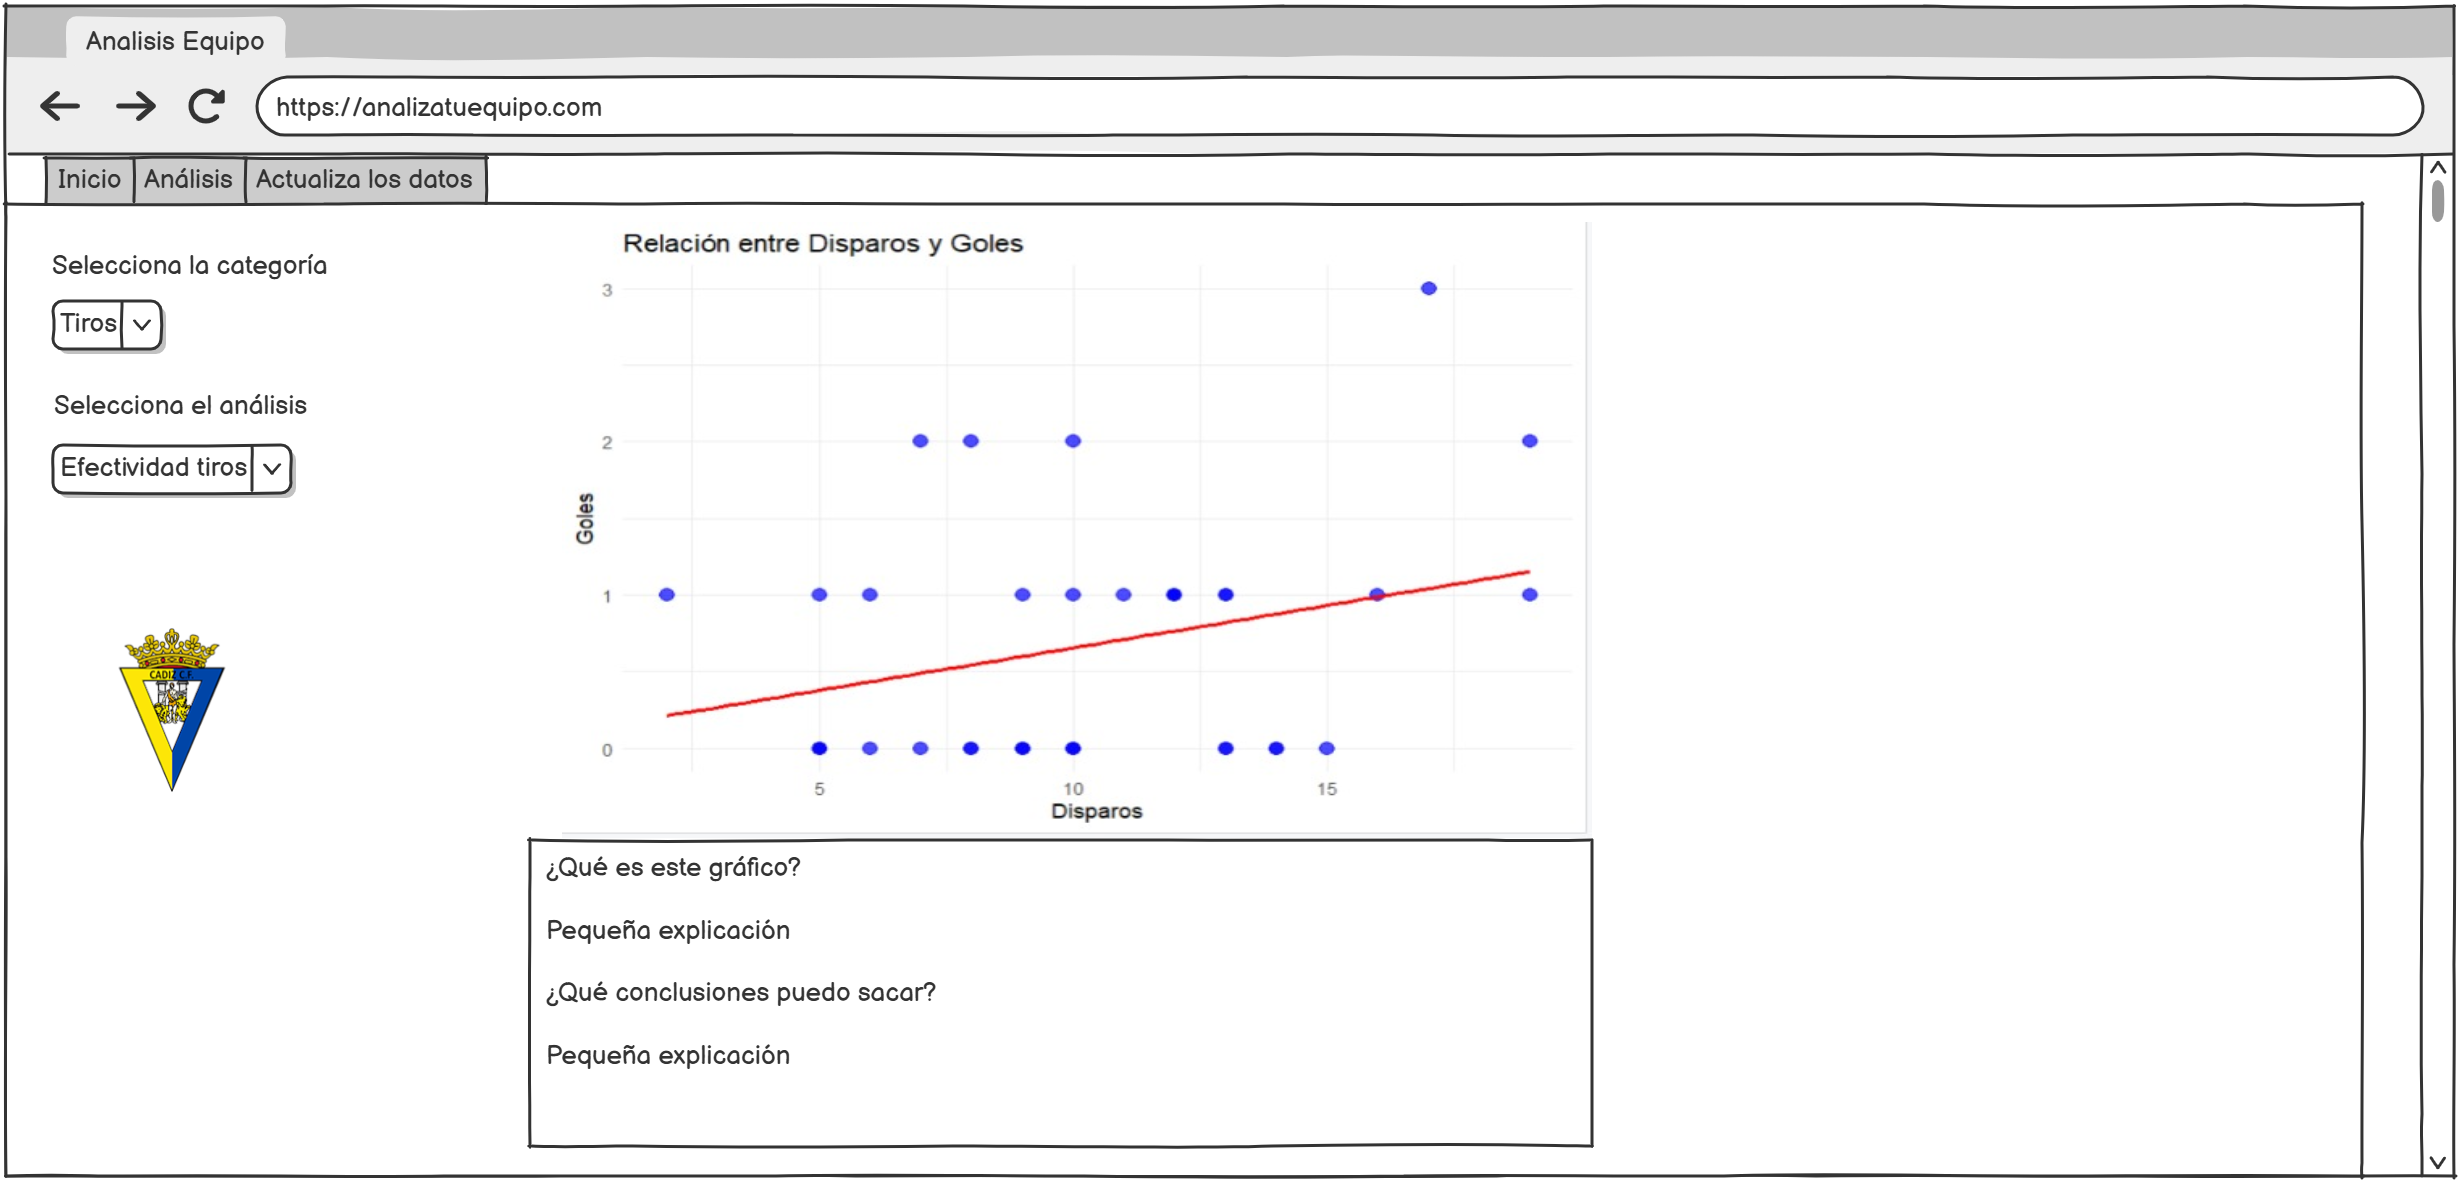 Analisis Equipo
https://analizatuequipo.com
Inicio Análisis Actualiza los datos
Selecciona la categoría
Tiros
Selecciona el análisis
Efectividad tiros
CADIZ C.F.
Relación entre Disparos y Goles
3
2
1
0
Goles
5 10 15
Disparos
¿Qué es este gráfico?
Pequeña explicación
¿Qué conclusiones puedo sacar?
Pequeña explicación